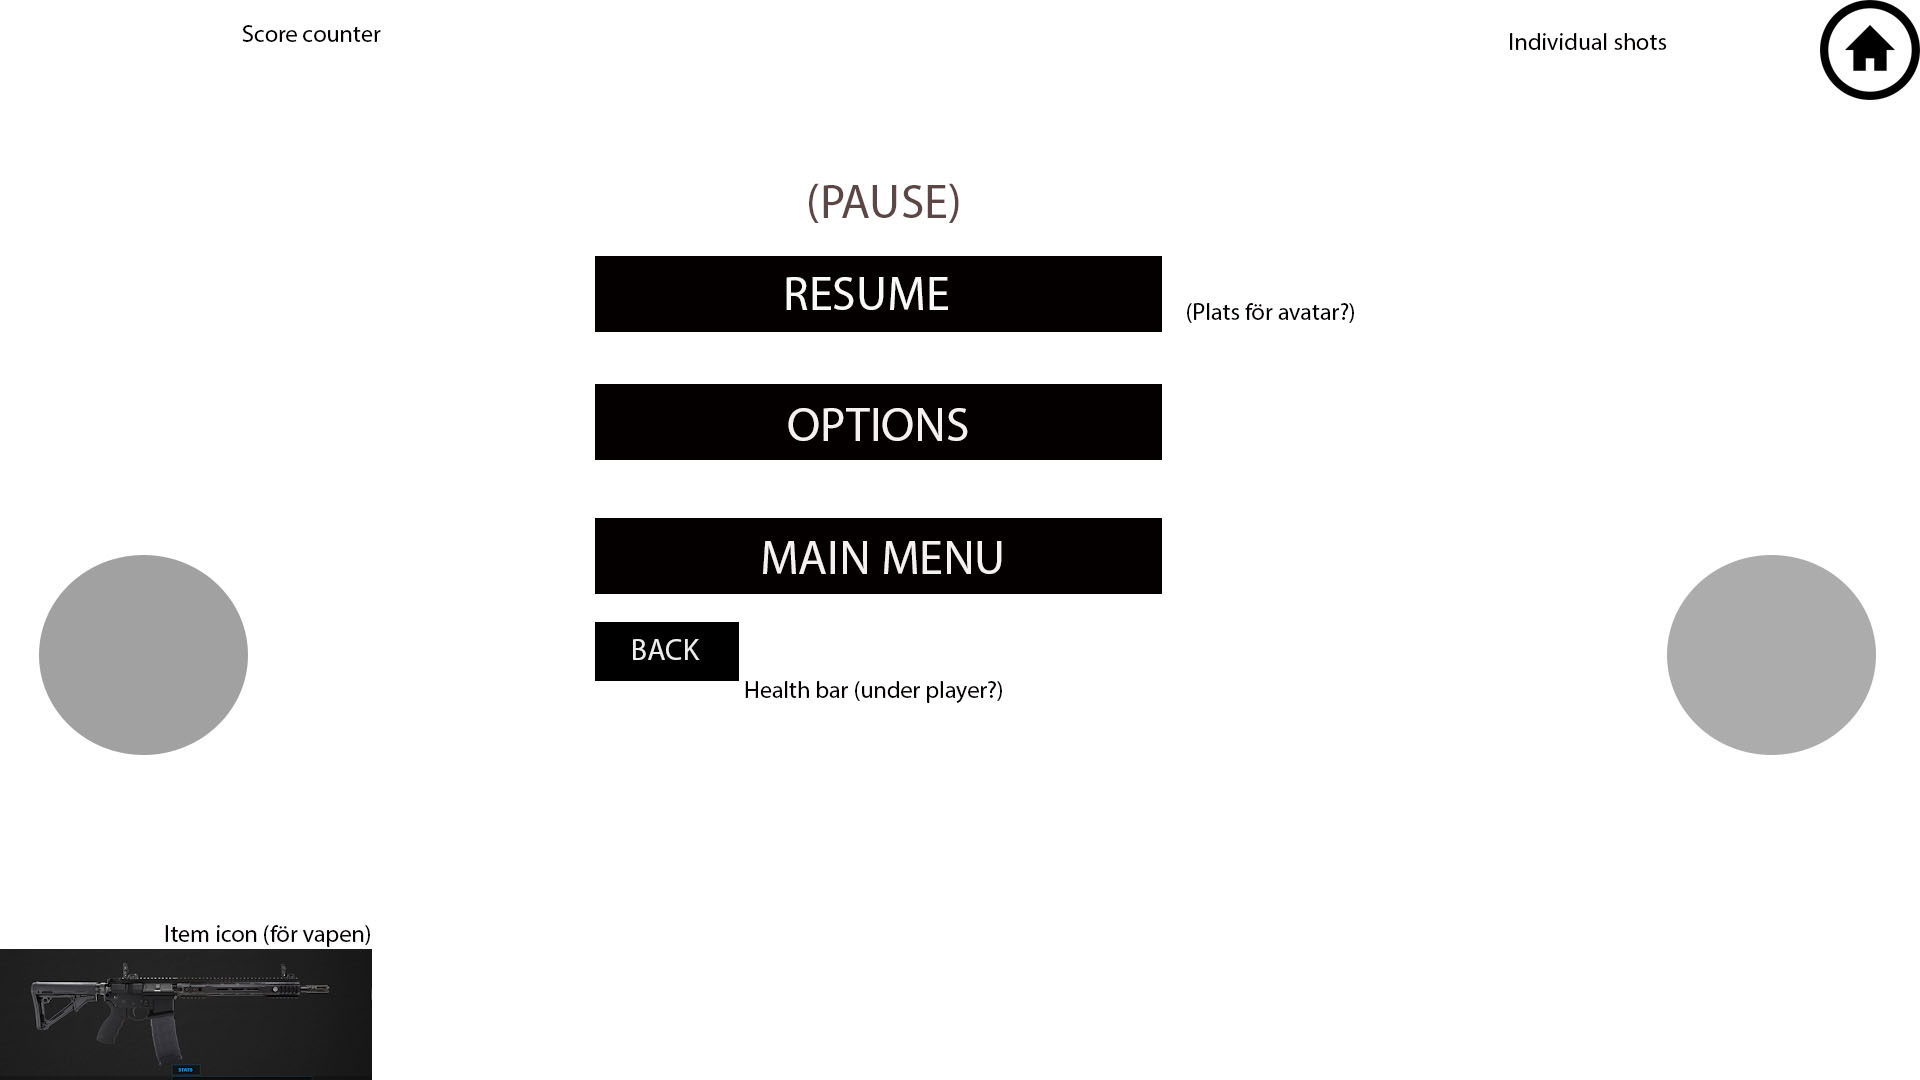 Score counter
Individual shots
(PAUSE)
RESUME
(Plats för avatar?)
OPTIONS
MAIN MENU
BACK
Health bar (under player?)
Item icon (för vapen)
STATS